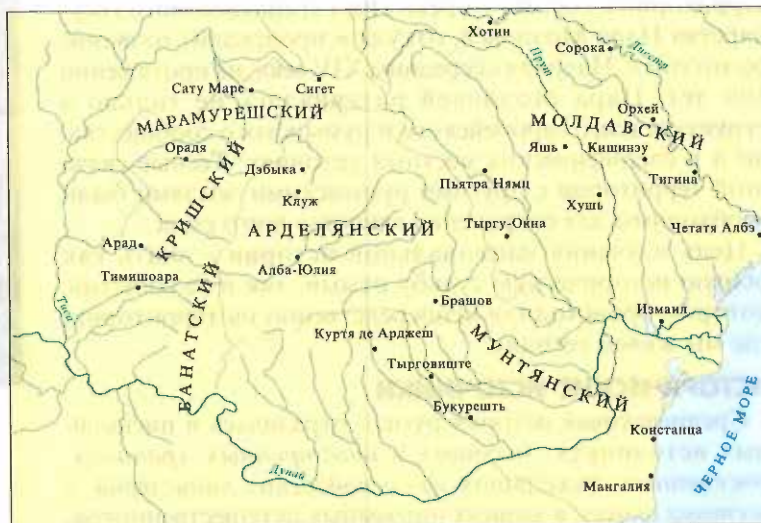 Хотин
Сорока
Прут
Днестр
Сату Маре
Сигет
МАРАМУРЕШСКИЙ
Орхей
МОЛДАВСКИЙ
Орадя
Яшь
Кишинэу
Дэбыка
Пьятра Нямц
Тигина
Клуж
Хушь
КРИШСКИЙ
АРДЕЛЯНСКИЙ
Тыргу-Окна
Четатя Албэ
Арад
Алба-Юлия
Тимишоара
Тиса
БАНАТСКИЙ
Брашов
Измаил
Куртя де Арджеш
МУНТЯНСКИЙ
Тырговиште
Букурешть
ЧЕРНОЕ МОРЕ
Констанца
Дунай
Мангалия